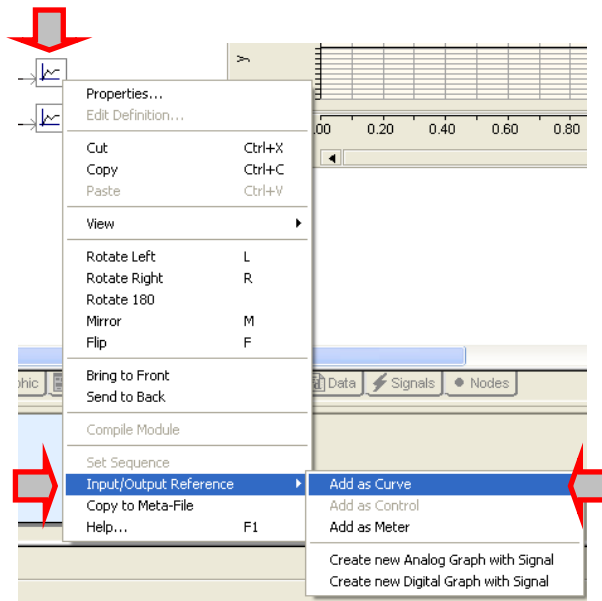 y
Properties...
Edit Definition...
.00 0.20 0.40 0.60 0.80
Cut Ctrl+X
Copy Ctrl+C
Paste Ctrl+V
View
Rotate Left L
Rotate Right R
Rotate 180
Mirror M
Flip F
Bring to Front
Send to Back
phic Data Signals Nodes
Compile Module
Set Sequence
Input/Output Reference
Copy to Meta-File
Help... F1
Add as Curve
Add as Control
Add as Meter
Create new Analog Graph with Signal
Create new Digital Graph with Signal